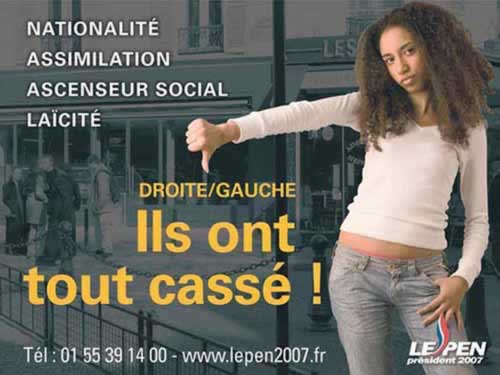 NATIONALITÉ
ASSIMILATION
ASCENSEUR SOCIAL
LAÏCITÉ
LES
DROITE/GAUCHE
Ils ont
tout cassé !
Tél : 01 55 39 14 00 - www.lepen2007.fr
LE PEN
président 2007